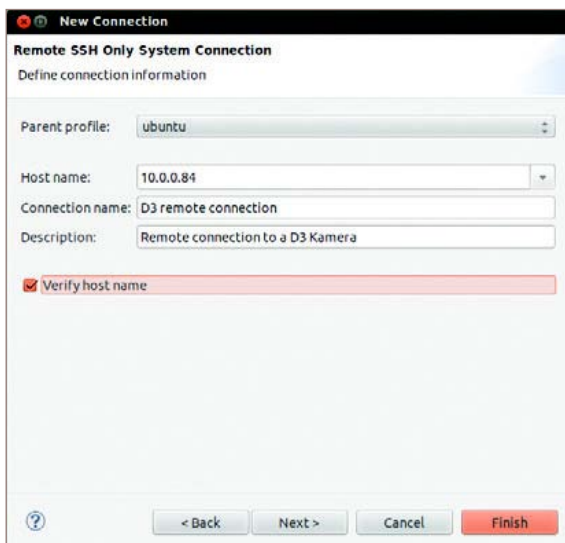 New Connection
Remote SSH Only System Connection
Define connection information
Parent profile: ubuntu
Host name: 10.0.0.84
Connection name: D3 remote connection
Description: Remote connection to a D3 Kamera
Verify host name
? < Back Next > Cancel Finish